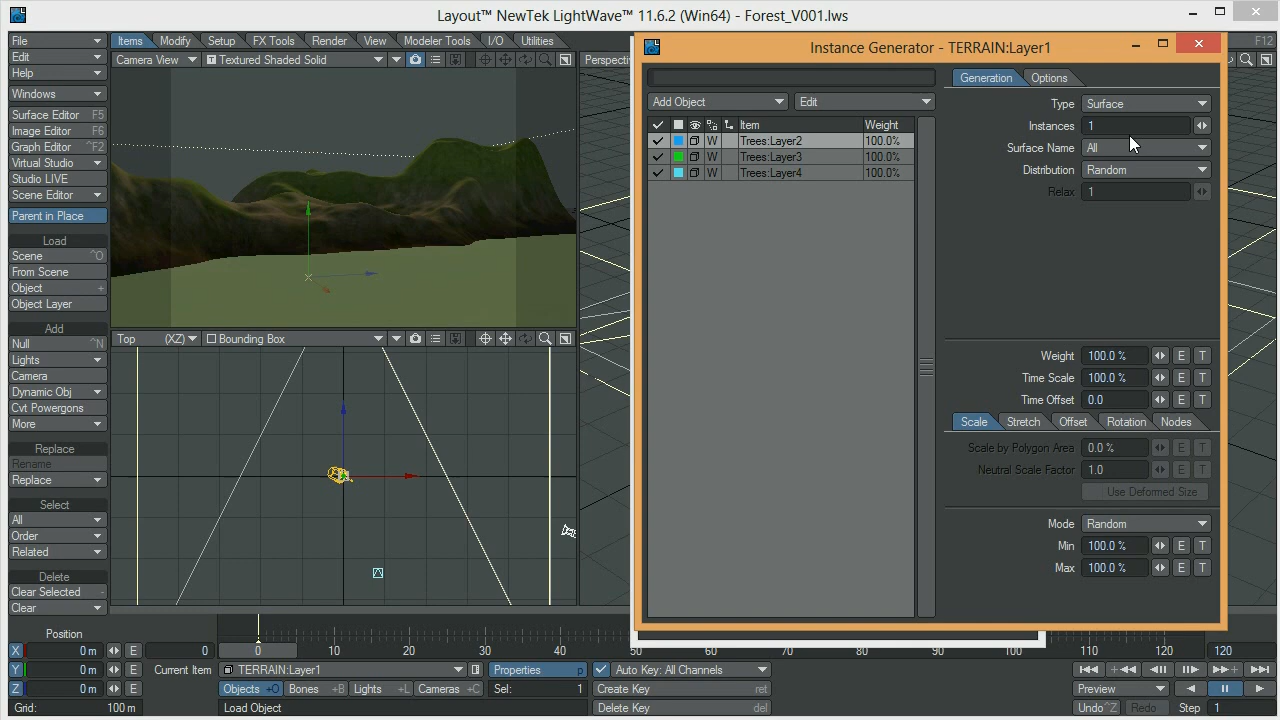 Layout™ NewTek LightWave™ 11.6.2 (Win64) - Forest_V001.lws
File
Edit
Help
Windows
Surface Editor F5
Image Editor F6
Graph Editor ^F2
Virtual Studio
Studio LIVE
Scene Editor
Parent in Place
Load
Scene ^O
From Scene
Object +
Object Layer
Add
Null ^N
Lights
Camera
Dynamic Obj
Cvt Powergons
More
Replace
Rename
Replace
Select
All
Order
Related
Delete
Clear Selected -
Clear
Items Modify Setup FX Tools Render View Modeler Tools I/O Utilities
Camera View Textured Shaded Solid
Perspecti
F12
Top (XZ) Bounding Box
Instance Generator - TERRAIN:Layer1
Add Object Edit
Item Weight
W Trees:Layer2 100.0%
W Trees:Layer3 100.0%
W Trees:Layer4 100.0%
Generation Options
Type Surface
Instances 1
Surface Name All
Distribution Random
Relax 1
Weight 100.0 % E T
Time Scale 100.0 % E T
Time Offset 0.0 E T
Scale Stretch Offset Rotation Nodes
Scale by Polygon Area 0.0 % E T
Neutral Scale Factor 1.0 E T
Use Deformed Size
Mode Random
Min 100.0 % E T
Max 100.0 % E T
Position
X 0 m E
Y 0 m E
Z 0 m E
Grid: 100 m
0 0 10 20 30 40 50 60 70 80 90 100 110 120 120
Current Item TERRAIN:Layer1 Properties p Auto Key: All Channels
Objects +O Bones +B Lights +L Cameras +C Sel: 1 Create Key ret
Load Object Delete Key del
Preview
Undo ^Z Redo Step 1